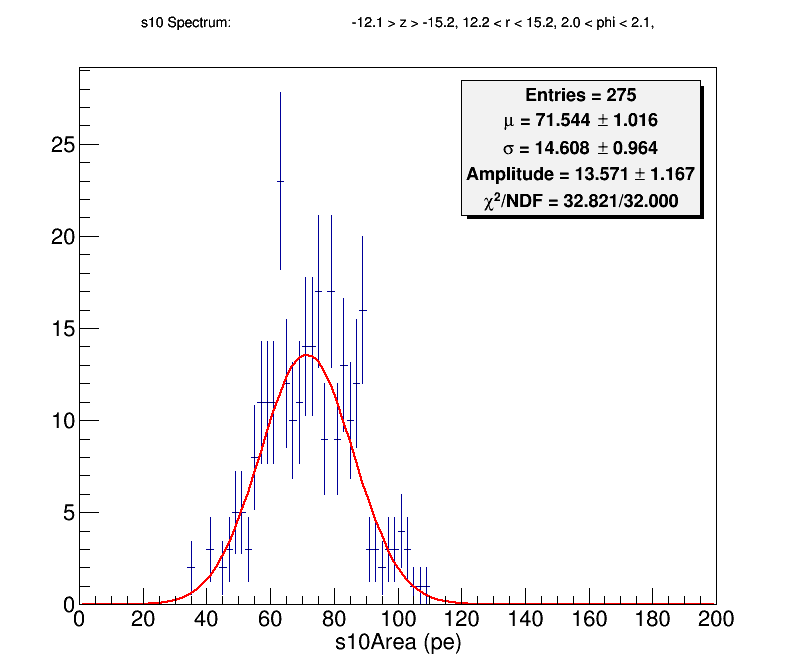 s10 Spectrum: -12.1 > z > -15.2, 12.2 < r < 15.2, 2.0 < phi < 2.1,
Entries = 275
μ = 71.544 ± 1.016
σ = 14.608 ± 0.964
Amplitude = 13.571 ± 1.167
χ²/NDF = 32.821/32.000
25
20
15
10
5
0
0 20 40 60 80 100 120 140 160 180 200
s10Area (pe)